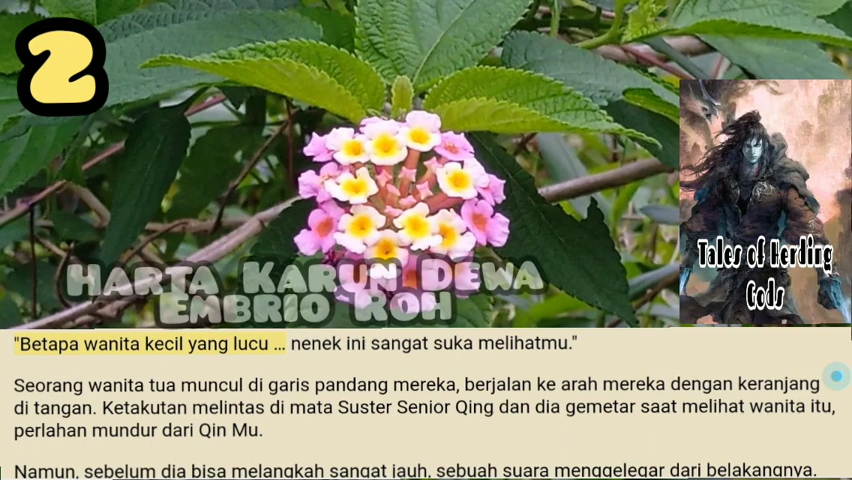 2
HARTA KARUN DEWA
EMBRIO ROH
Tales of Herding
Gods
"Betapa wanita kecil yang lucu ... nenek ini sangat suka melihatmu."
Seorang wanita tua muncul di garis pandang mereka, berjalan ke arah mereka dengan keranjang
di tangan. Ketakutan melintas di mata Suster Senior Qing dan dia gemetar saat melihat wanita itu,
perlahan mundur dari Qin Mu.
Namun, sebelum dia bisa melangkah sangat jauh, sebuah suara menggelegar dari belakangnya.